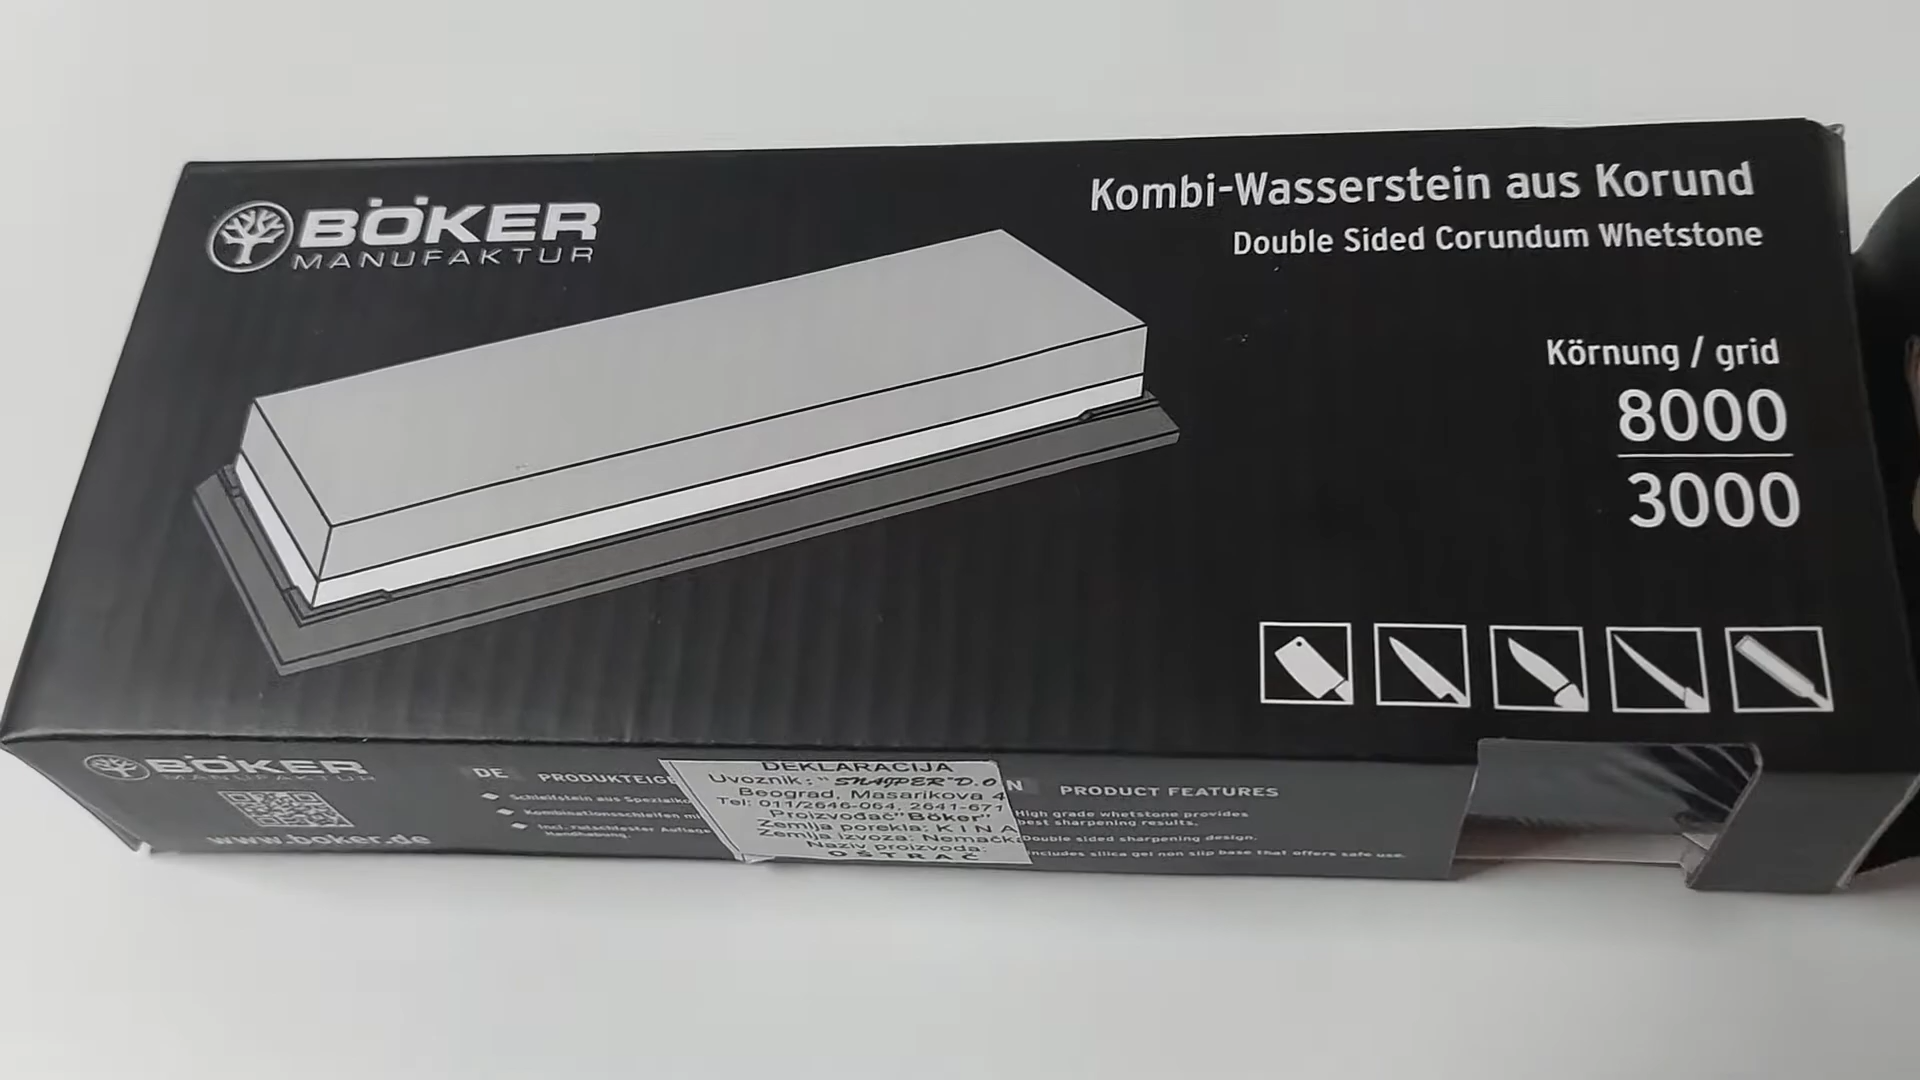 BÖKER
MANUFAKTUR
Kombi-Wasserstein aus Korund
Double Sided Corundum Whetstone
Körnung / grid
8000
3000
BÖKER
MANUFAKTUR
www.boker.de
DE PRODUKTEIGE
Schleifstein aus Spezialko
Kombinationsschleifen mi
incl. rutschfester Auflage
Handhabung.
DEKLARACIJA
Uvoznik: "SNAJPER"D.O
Beograd, Masarikova 4
Tel: 011/2646-064, 2641-671
Proizvođač "Böker"
Zemlja porekla: KINA
Zemlja izvoza: Nemačka
Naziv proizvoda:
OŠTRAČ
N PRODUCT FEATURES
High grade whetstone provides
best sharpening results.
Double sided sharpening design.
includes silica gel non slip base that offers safe use.